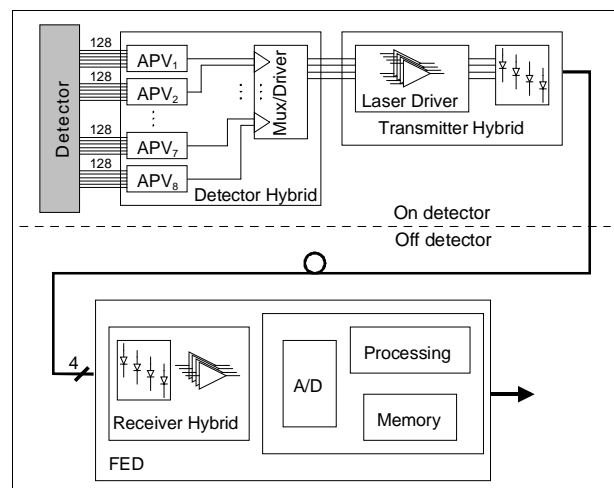 Detector
128
APV1
128
APV2
128
APV7
128
APV8
Mux/Driver
Detector Hybrid
Laser Driver
Transmitter Hybrid
On detector
Off detector
4
Receiver Hybrid
A/D
Processing
Memory
FED